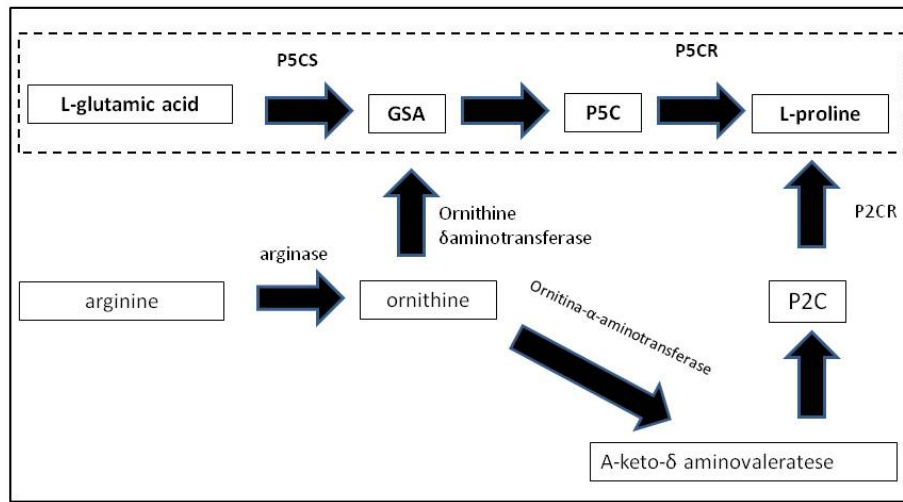 P5CS
P5CR
L-glutamic acid
GSA
P5C
L-proline
Ornithine
δaminotransferase
P2CR
arginase
arginine
ornithine
Ornitina-α-aminotransferase
P2C
A-keto-δ aminovaleratese